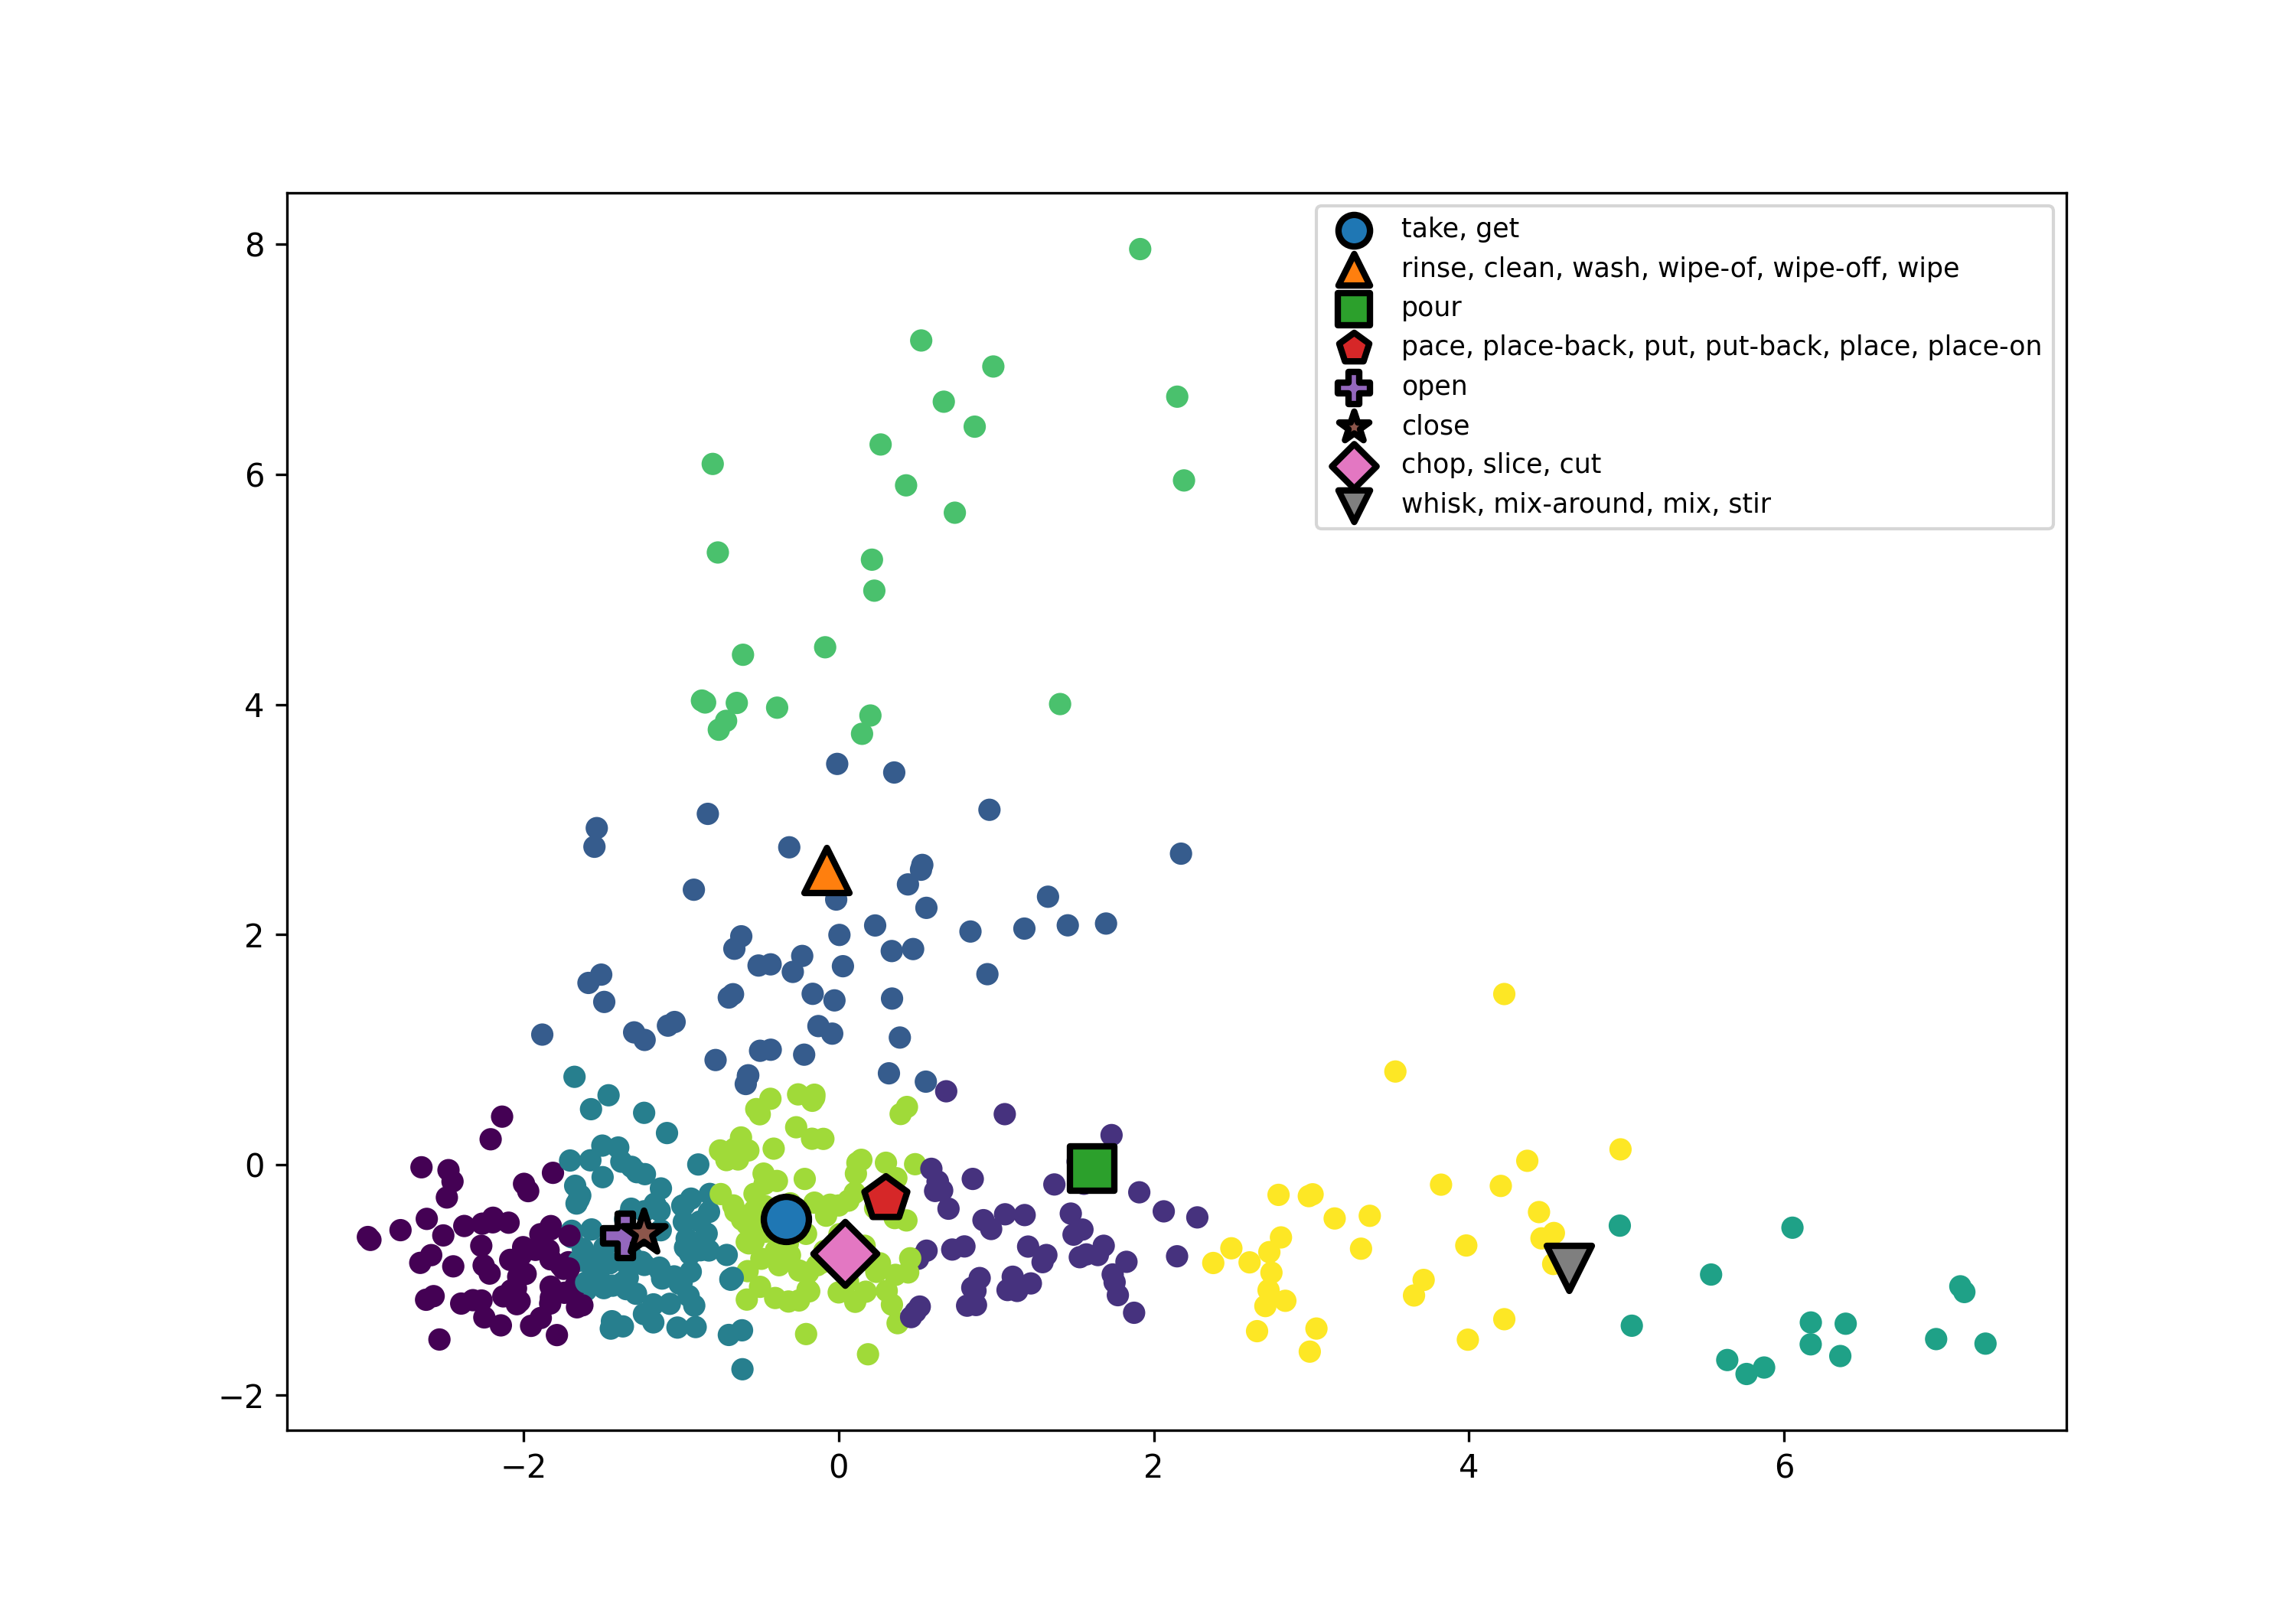 8
6
4
2
0
−2
−2
0
2
4
6
take, get
rinse, clean, wash, wipe-of, wipe-off, wipe
pour
pace, place-back, put, put-back, place, place-on
open
close
chop, slice, cut
whisk, mix-around, mix, stir